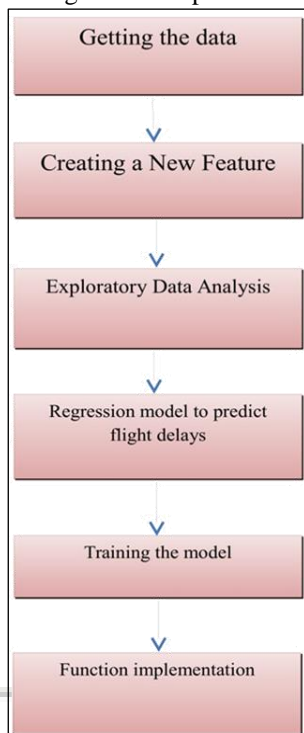 Getting the data
Creating a New Feature
Exploratory Data Analysis
Regression model to predict
flight delays
Training the model
Function implementation